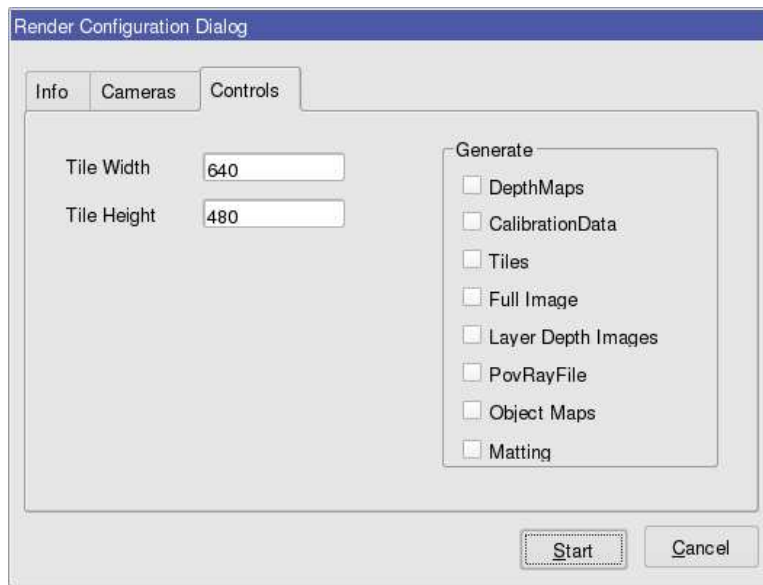 Render Configuration Dialog
Info Cameras Controls
Tile Width 640
Tile Height 480
Generate
DepthMaps
CalibrationData
Tiles
Full Image
Layer Depth Images
PovRayFile
Object Maps
Matting
Start Cancel